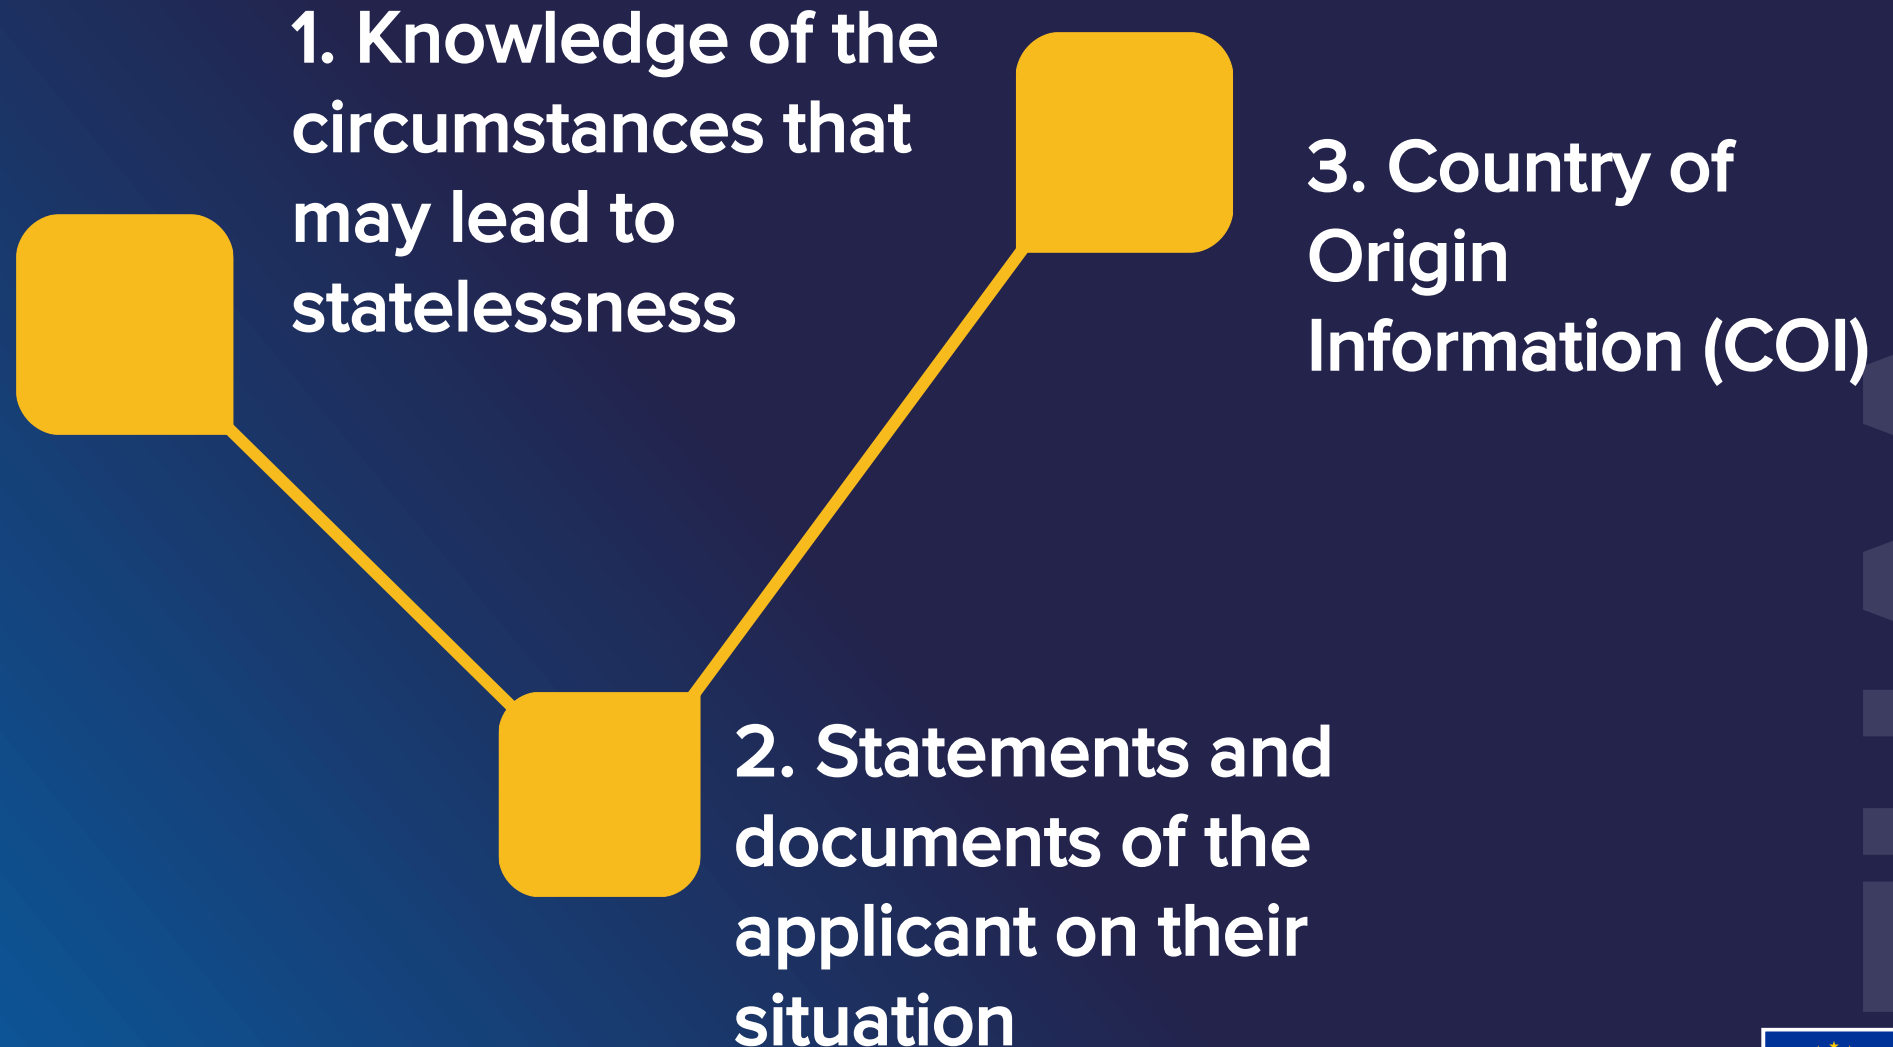 1. Knowledge of the
circumstances that
may lead to
statelessness
2. Statements and
documents of the
applicant on their
situation
3. Country of
Origin
Information (COI)